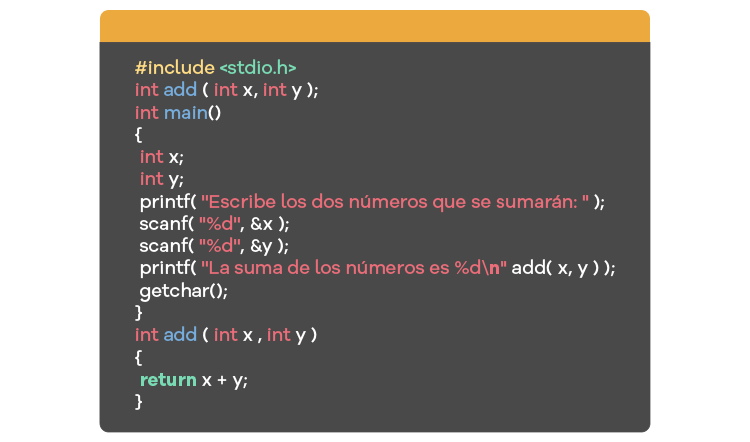 #include <stdio.h>
int add ( int x, int y );
int main()
{
int x;
int y;
printf( "Escribe los dos números que se sumarán: " );
scanf( "%d", &x );
scanf( "%d", &y );
printf( "La suma de los números es %d\n" add( x, y ) );
getchar();
}
int add ( int x , int y )
{
return x + y;
}